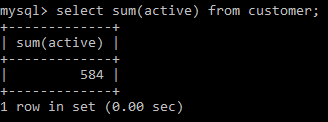 mysql> select sum(active) from customer;
+-------------+
| sum(active) |
+-------------+
|         584 |
+-------------+
1 row in set (0.00 sec)